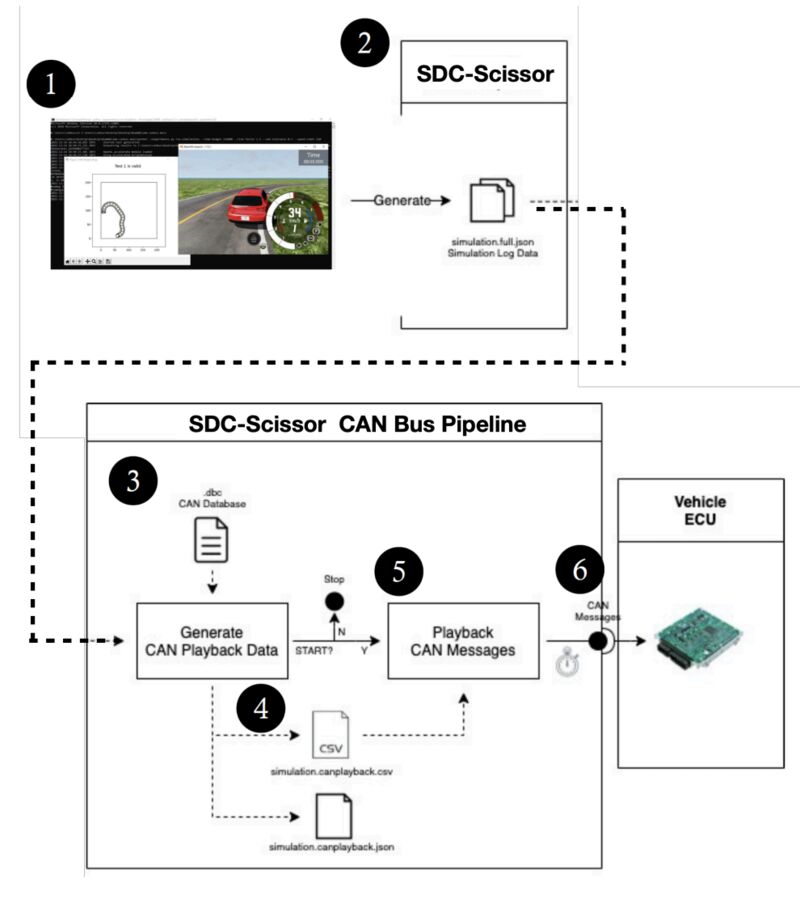 1
2
SDC-Scissor
Test 1 is valid
Time
34
km/h
1
Generate
simulation.full.json
Simulation Log Data
SDC-Scissor CAN Bus Pipeline
3
.dbc
CAN Database
Vehicle
ECU
Stop
5
6
CAN
Messages
Generate
CAN Playback Data
N
START?
Y
Playback
CAN Messages
4
CSV
simulation.canplayback.csv
simulation.canplayback.json